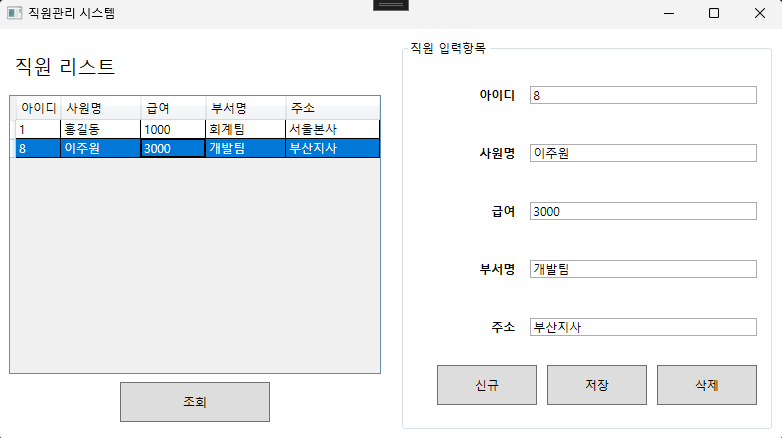 직원관리 시스템
직원 리스트
아이디 사원명 급여 부서명 주소
1 홍길동 1000 회계팀 서울본사
8 이주원 3000 개발팀 부산지사
조회
직원 입력항목
아이디 8
사원명 이주원
급여 3000
부서명 개발팀
주소 부산지사
신규 저장 삭제